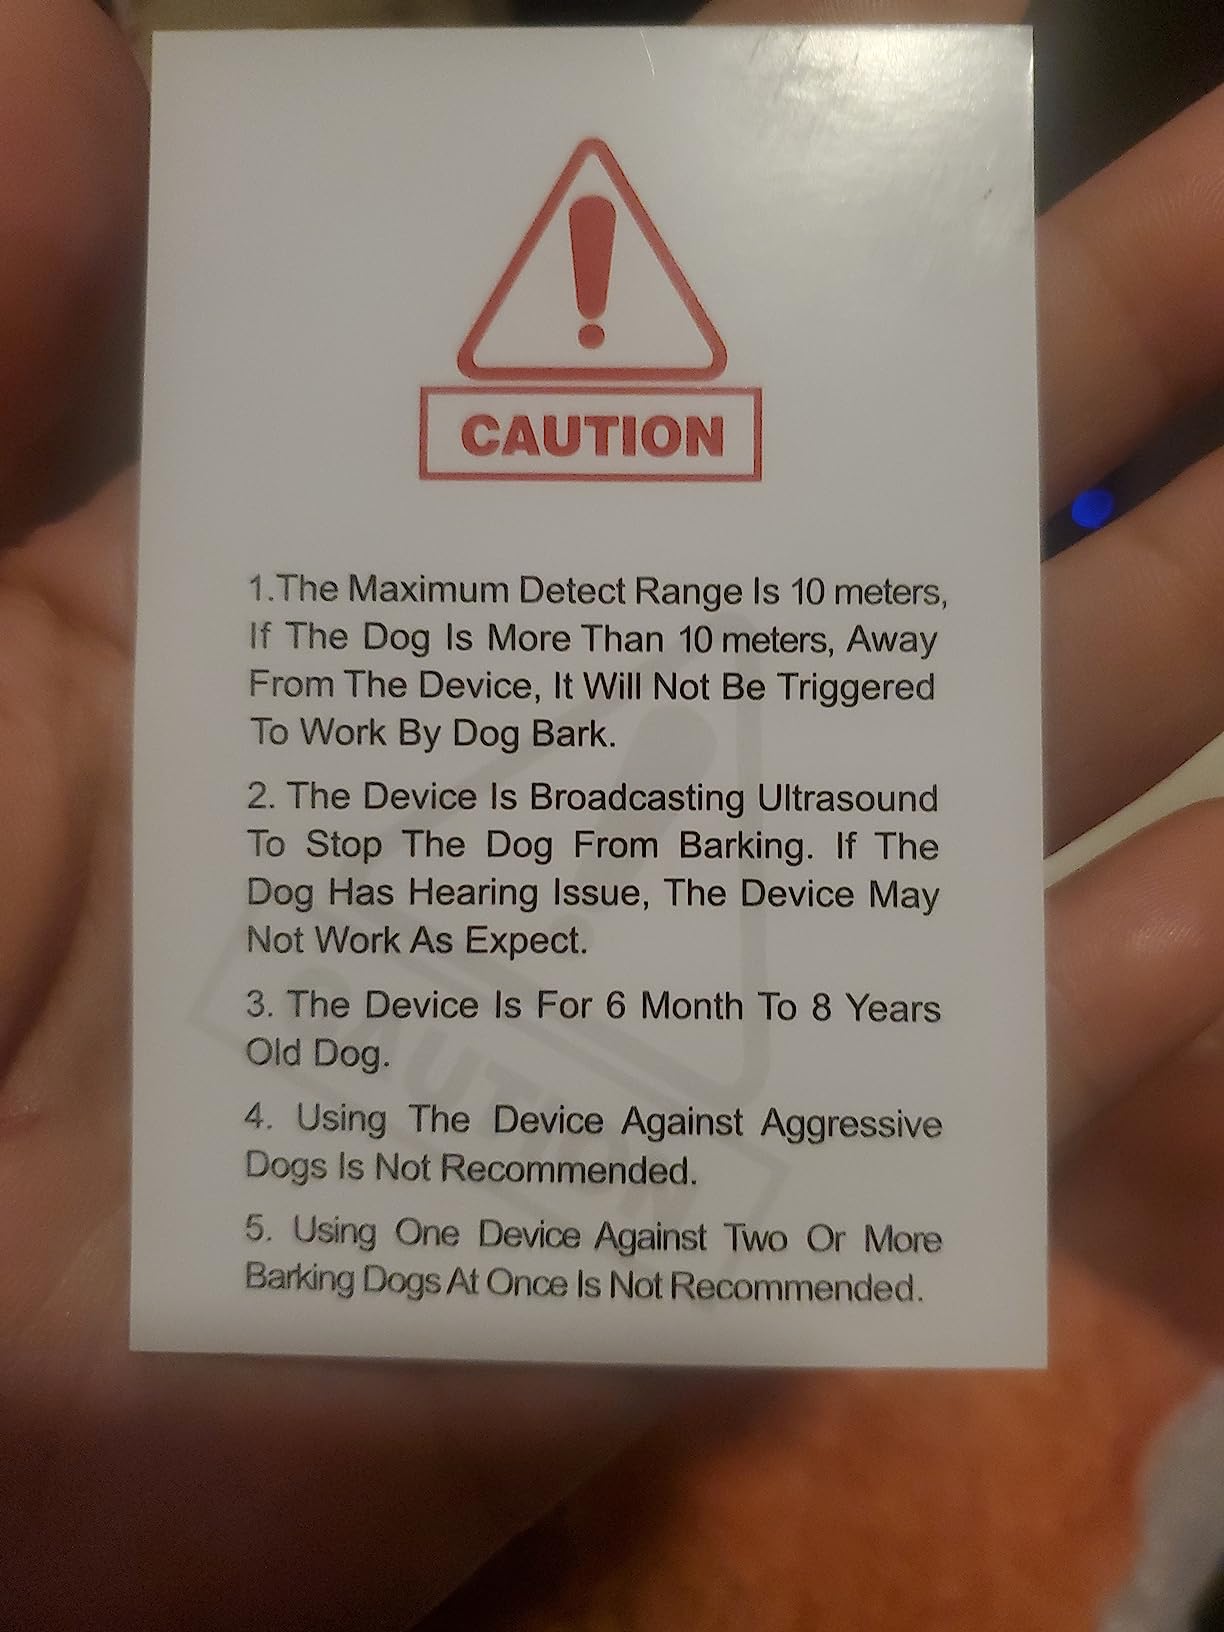 CAUTION
1.The Maximum Detect Range Is 10 meters,
If The Dog Is More Than 10 meters, Away
From The Device, It Will Not Be Triggered
To Work By Dog Bark.
2. The Device Is Broadcasting Ultrasound
To Stop The Dog From Barking. If The
Dog Has Hearing Issue, The Device May
Not Work As Expect.
3. The Device Is For 6 Month To 8 Years
Old Dog.
4. Using The Device Against Aggressive
Dogs Is Not Recommended.
5. Using One Device Against Two Or More
Barking Dogs At Once Is Not Recommended.